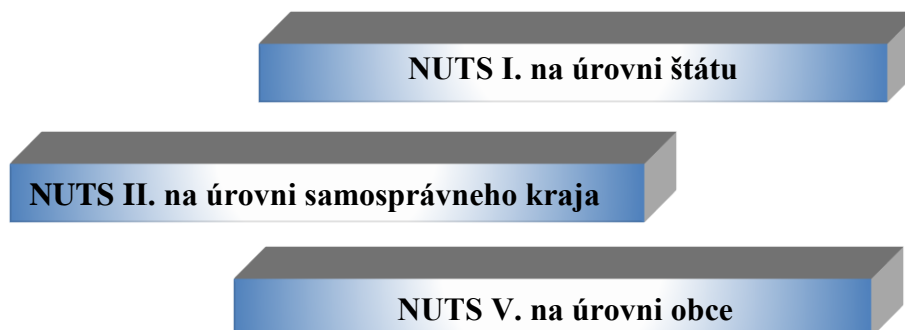 NUTS I. na úrovni štátu
NUTS II. na úrovni samosprávneho kraja
NUTS V. na úrovni obce